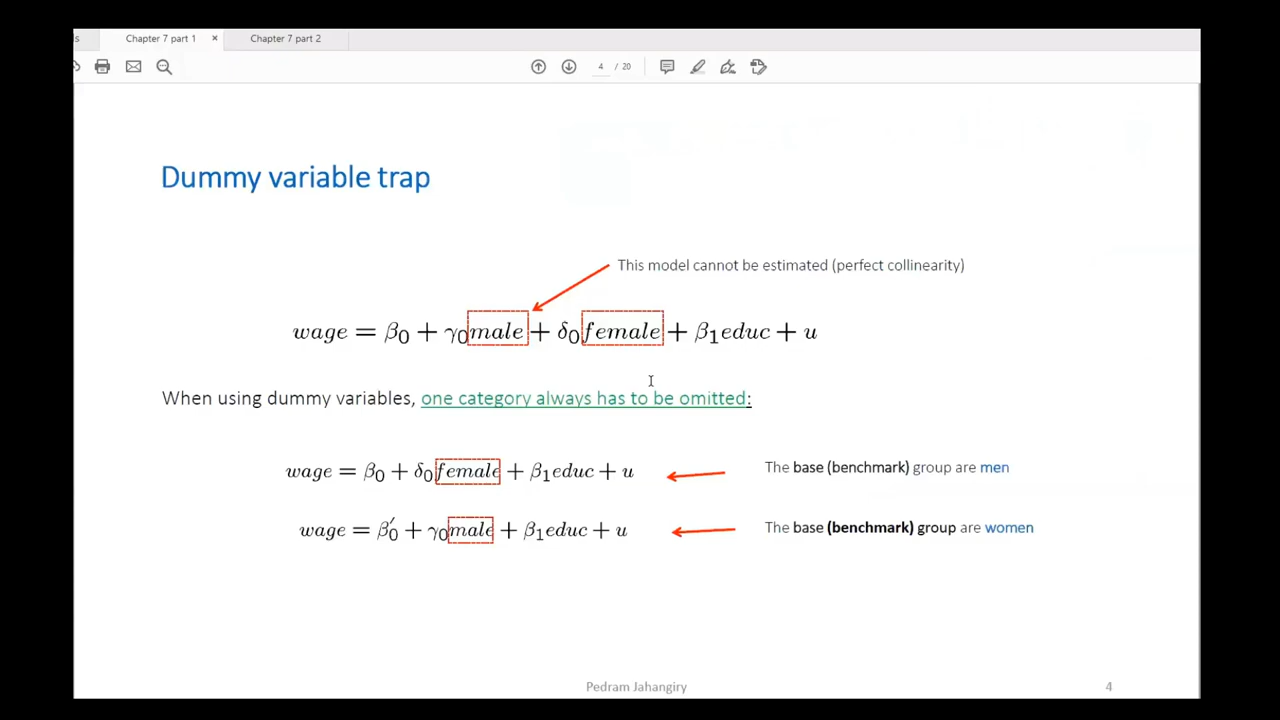 s
Chapter 7 part 1 ×
Chapter 7 part 2
4 / 20
Dummy variable trap
This model cannot be estimated (perfect collinearity)
wage = β₀ + γ₀male + δ₀female + β₁educ + u
When using dummy variables, one category always has to be omitted:
wage = β₀ + δ₀female + β₁educ + u
The base (benchmark) group are men
wage = β₀′ + γ₀male + β₁educ + u
The base (benchmark) group are women
Pedram Jahangiry
4